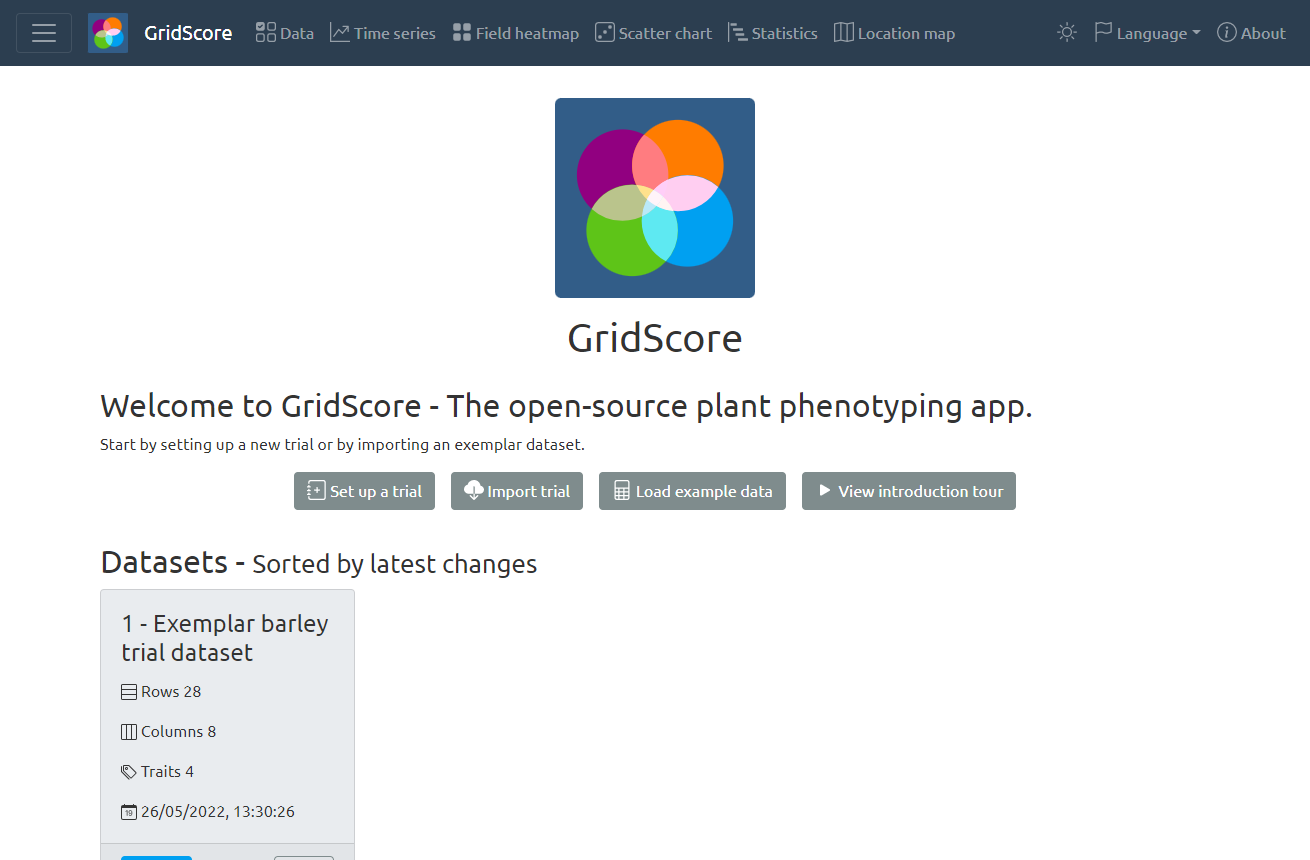 GridScore Data Time series Field heatmap Scatter chart Statistics Location map Language About
GridScore
Welcome to GridScore - The open-source plant phenotyping app.
Start by setting up a new trial or by importing an exemplar dataset.
Set up a trial Import trial Load example data View introduction tour
Datasets - Sorted by latest changes
1 - Exemplar barley
trial dataset
Rows 28
Columns 8
Traits 4
19 26/05/2022, 13:30:26